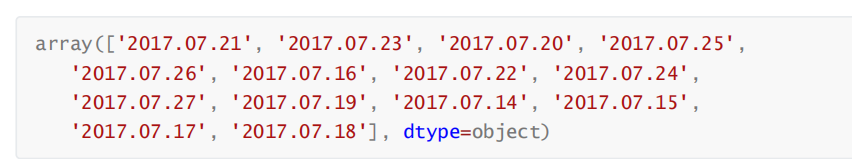 array(['2017.07.21', '2017.07.23', '2017.07.20', '2017.07.25',
'2017.07.26', '2017.07.16', '2017.07.22', '2017.07.24',
'2017.07.27', '2017.07.19', '2017.07.14', '2017.07.15',
'2017.07.17', '2017.07.18'], dtype=object)